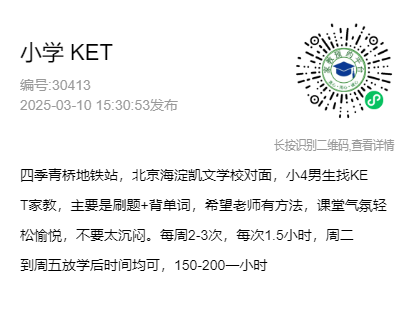 小学 KET
编号:30413
2025-03-10 15:30:53发布
长按识别二维码,查看详情
四季青桥地铁站，北京海淀凯文学校对面，小4男生找KE
T家教，主要是刷题+背单词，希望老师有方法，课堂气氛轻
松愉悦，不要太沉闷。每周2-3次，每次1.5小时，周二
到周五放学后时间均可，150-200一小时